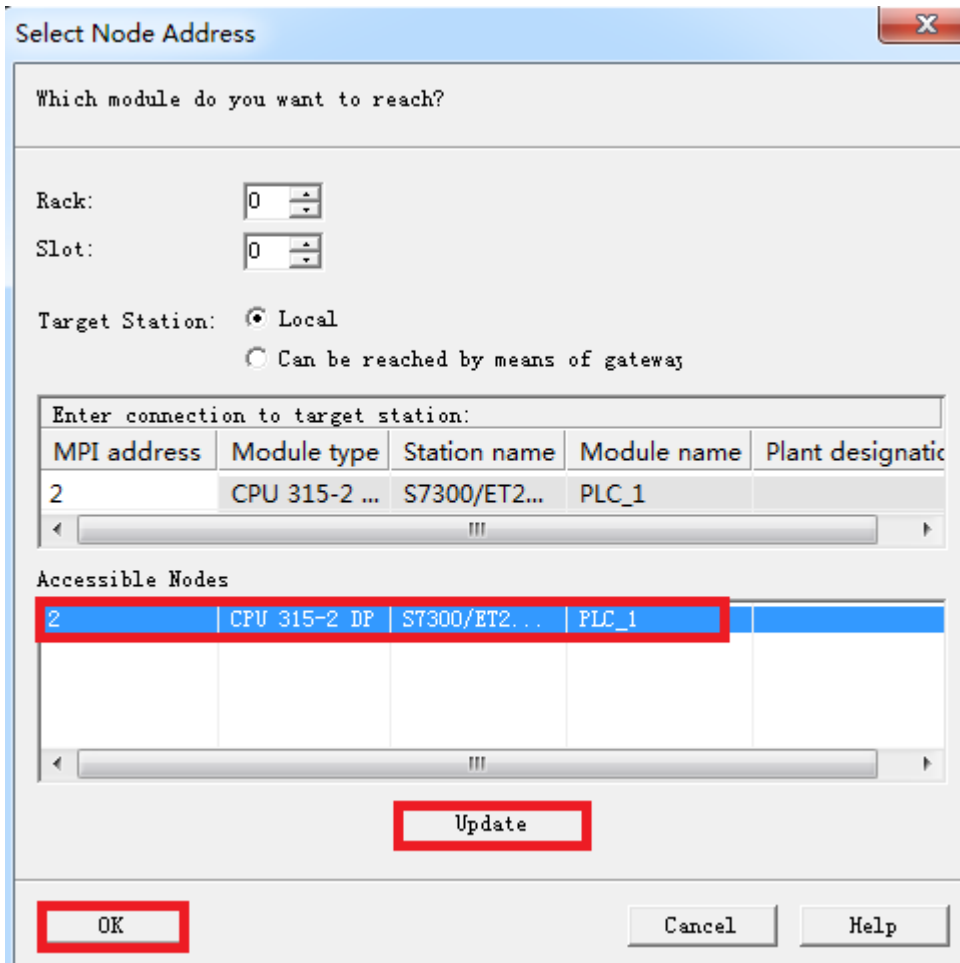 Select Node Address
Which module do you want to reach?
Rack: 0
Slot: 0
Target Station: Local
Can be reached by means of gateway
Enter connection to target station:
MPI address Module type Station name Module name Plant designatic
2 CPU 315-2 ... S7300/ET2... PLC_1
Accessible Nodes
2 CPU 315-2 DP S7300/ET2... PLC_1
Update
OK Cancel Help